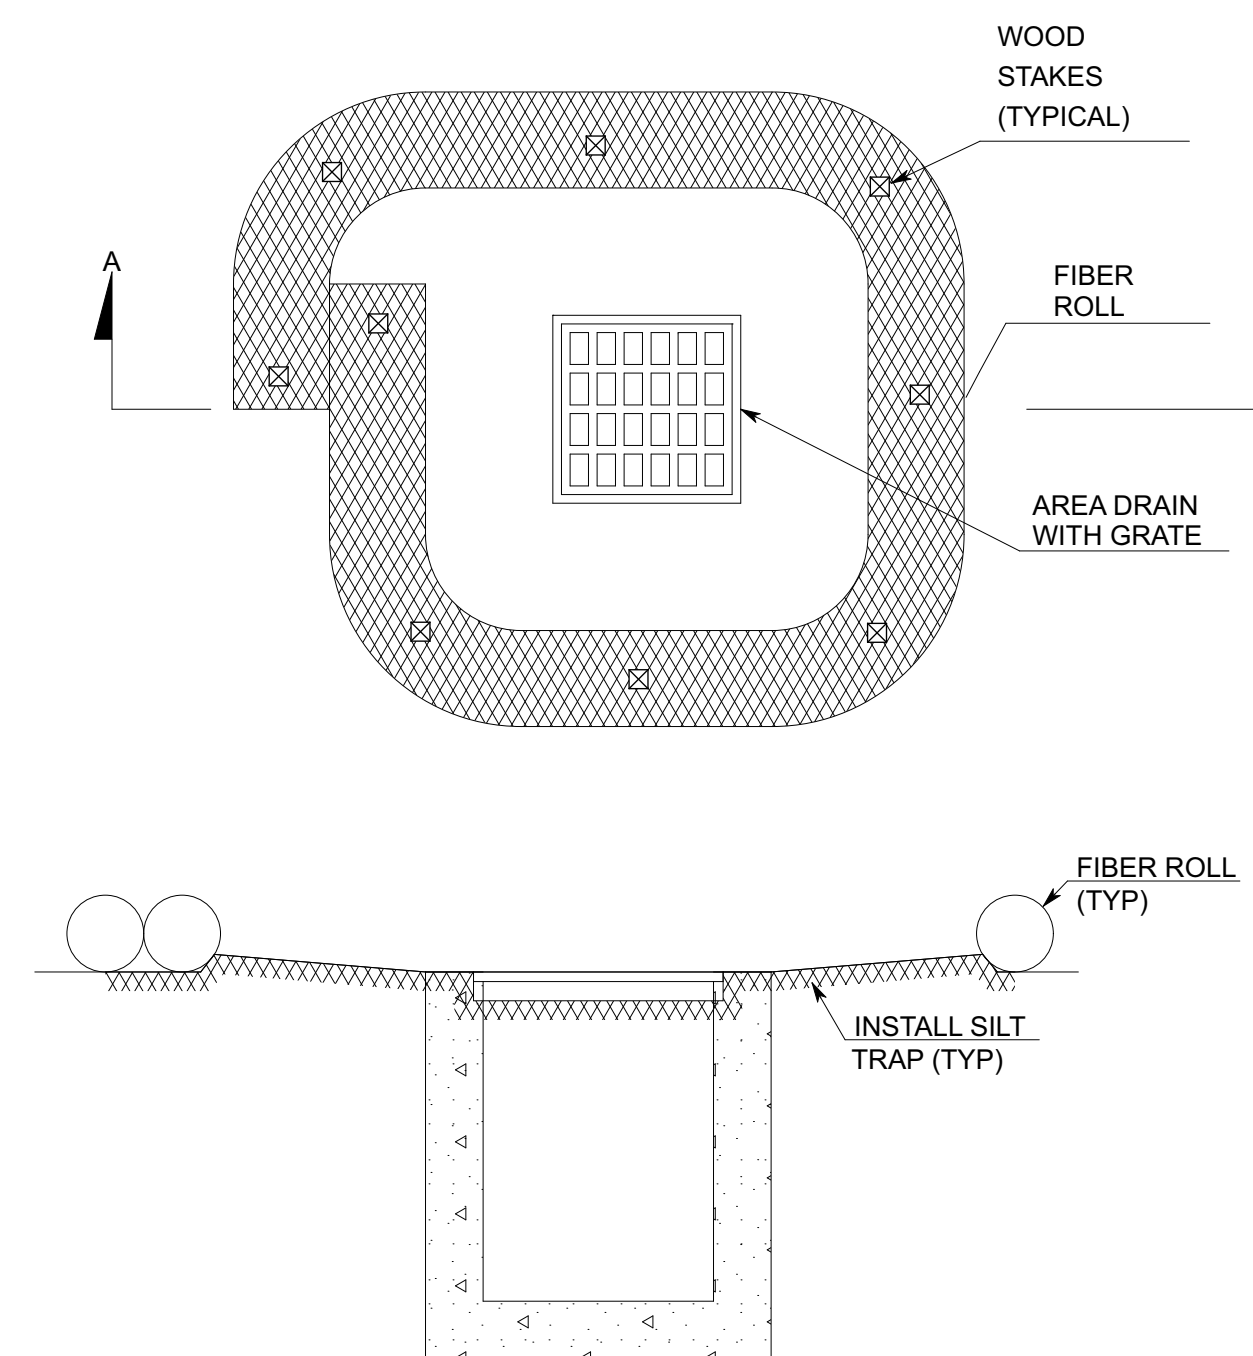 WOOD
STAKES
(TYPICAL)
A
FIBER
ROLL
AREA DRAIN
WITH GRATE
FIBER ROLL
(TYP)
INSTALL SILT
TRAP (TYP)